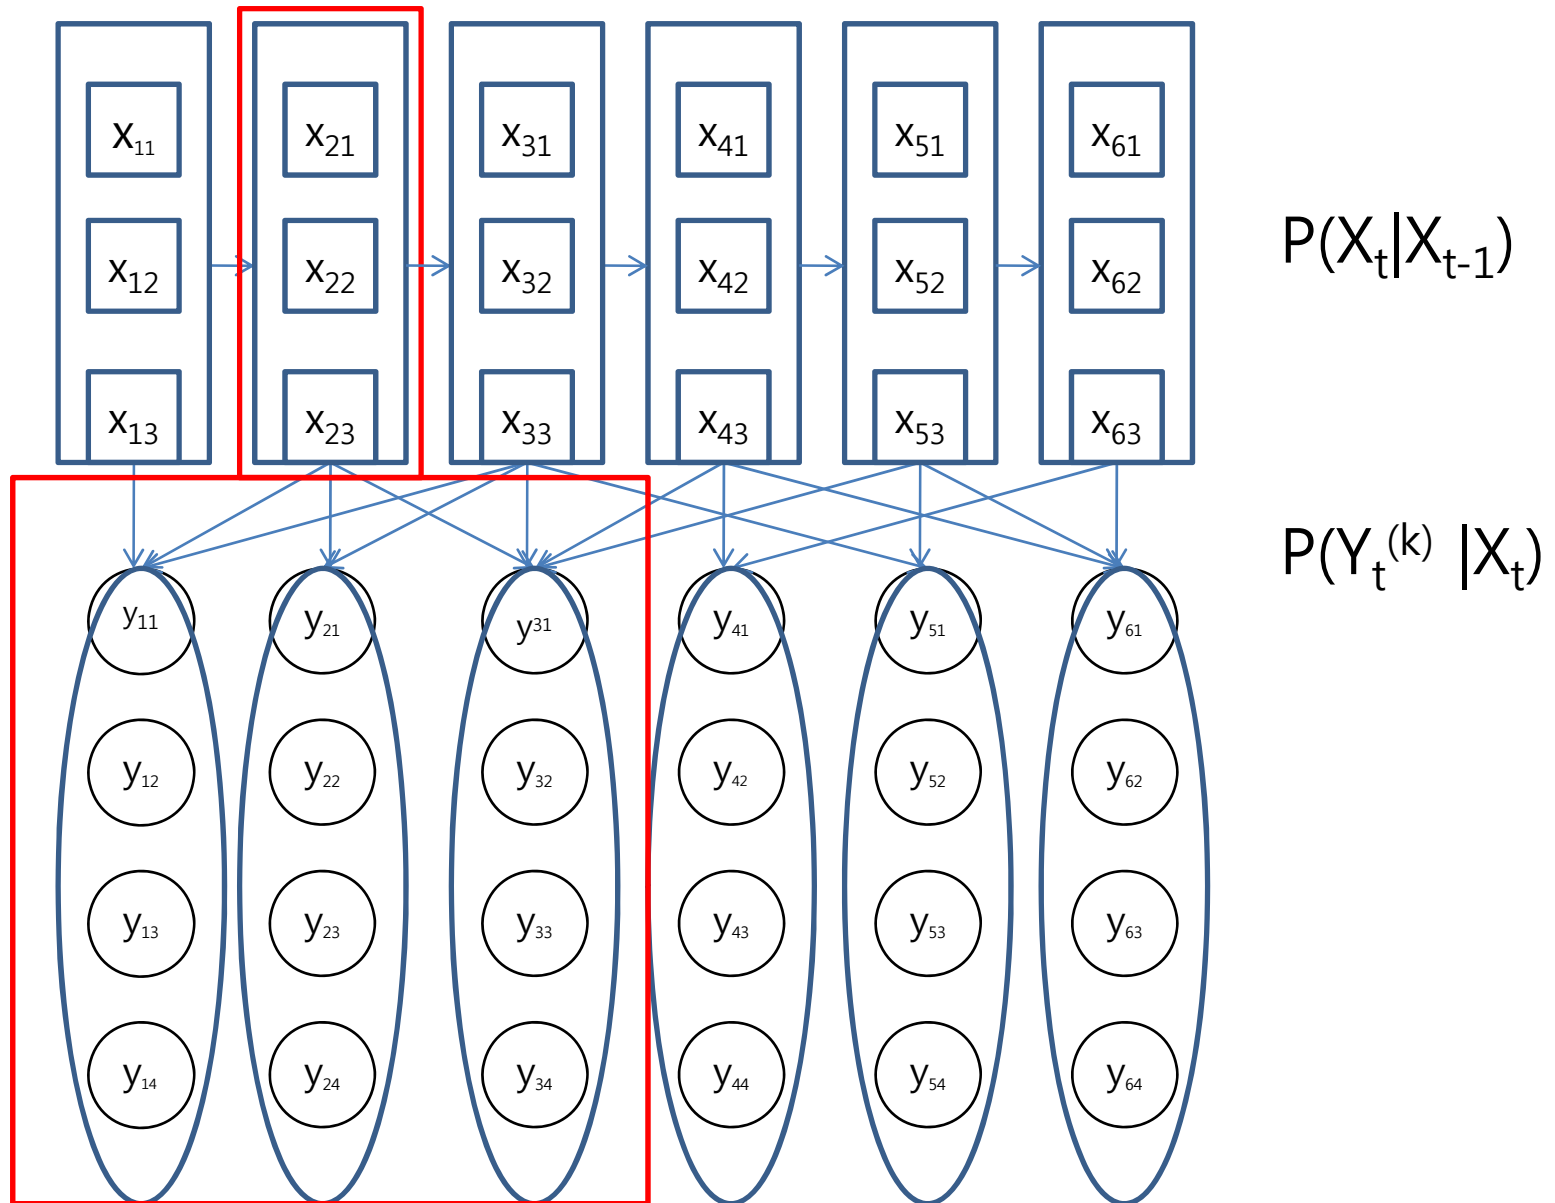 x₁₁ x₂₁ x₃₁ x₄₁ x₅₁ x₆₁
x₁₂ x₂₂ x₃₂ x₄₂ x₅₂ x₆₂
P(Xₜ|Xₜ₋₁)
x₁₃ x₂₃ x₃₃ x₄₃ x₅₃ x₆₃
P(Yₜ⁽ᵏ⁾ |Xₜ)
y₁₁ y₂₁ y³¹ y₄₁ y₅₁ y₆₁
y₁₂ y₂₂ y₃₂ y₄₂ y₅₂ y₆₂
y₁₃ y₂₃ y₃₃ y₄₃ y₅₃ y₆₃
y₁₄ y₂₄ y₃₄ y₄₄ y₅₄ y₆₄